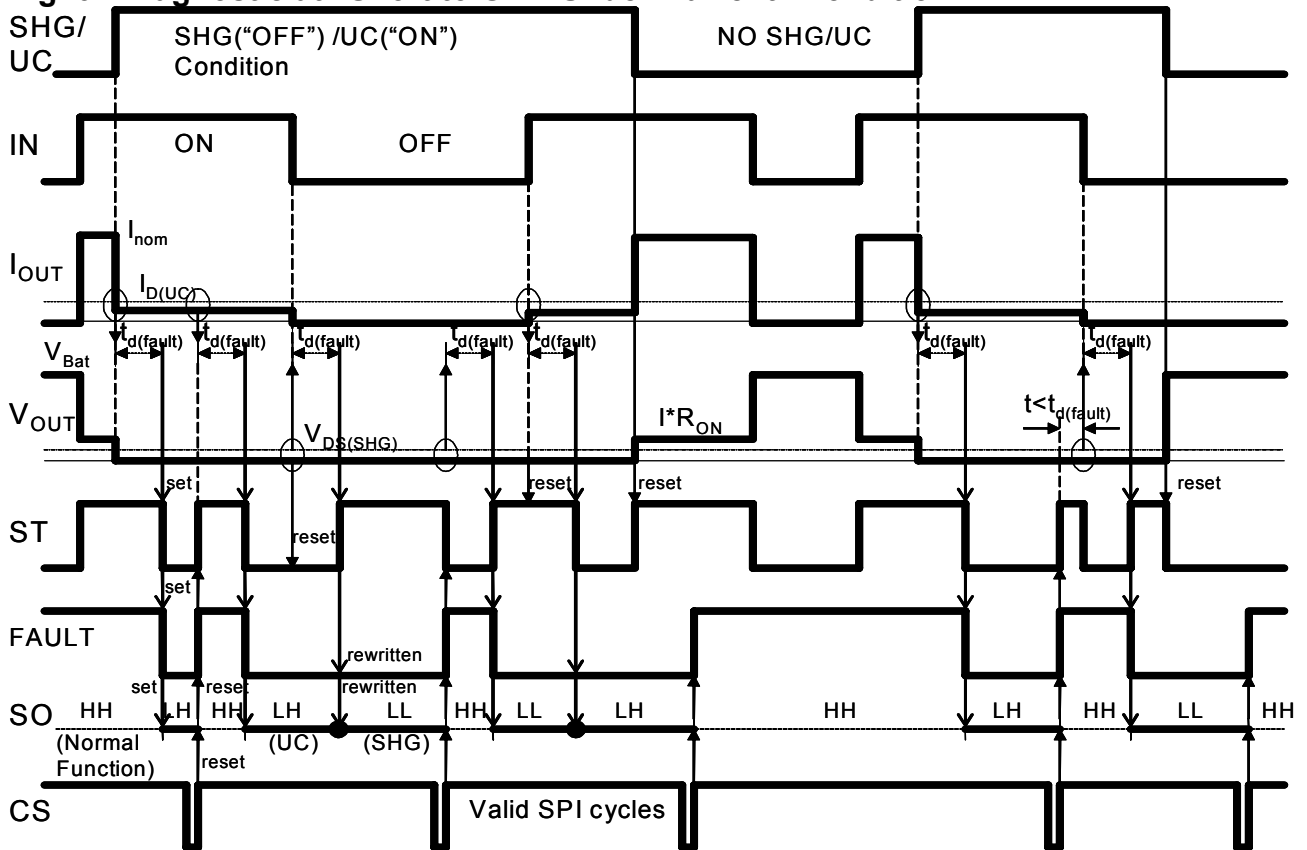 SHG/
UC
SHG("OFF") /UC("ON")
Condition
NO SHG/UC
IN
ON
OFF
I_OUT
I_nom
I_D(UC)
t_d(fault)
t_d(fault)
t_d(fault)
t_d(fault)
t_d(fault)
t_d(fault)
t_d(fault)
V_Bat
V_OUT
V_DS(SHG)
I*R_ON
t<t_d(fault)
set
reset
reset
reset
ST
reset
set
FAULT
rewritten
set
reset
rewritten
SO
HH
LH
HH
LH
LL
HH
LL
LH
HH
LH
HH
LL
HH
(Normal
Function)
(UC)
(SHG)
reset
CS
Valid SPI cycles